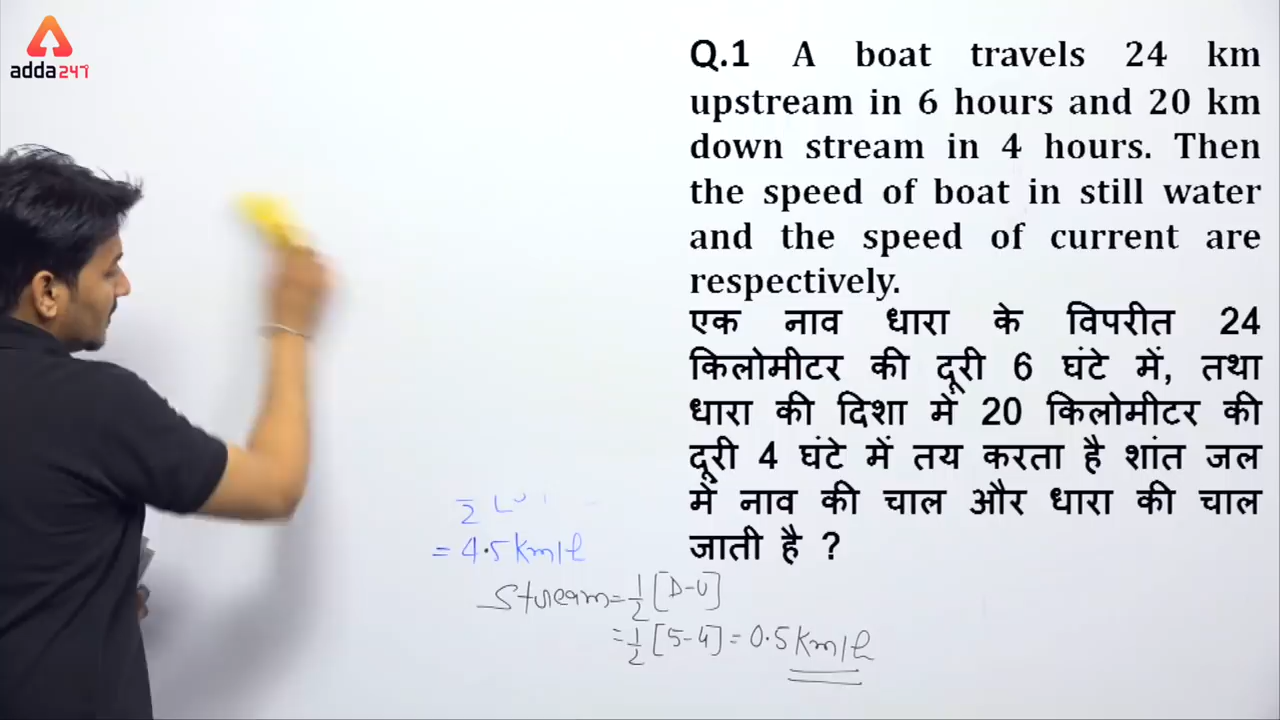 adda247
Q.1 A boat travels 24 km
upstream in 6 hours and 20 km
down stream in 4 hours. Then
the speed of boat in still water
and the speed of current are
respectively.
एक नाव धारा के विपरीत 24
किलोमीटर की दूरी 6 घंटे में, तथा
धारा की दिशा में 20 किलोमीटर की
दूरी 4 घंटे में तय करता है शांत जल
में नाव की चाल और धारा की चाल
जाती है ?
2
= 4.5 Km/h
Stream = 1/2 [D-U]
= 1/2 [5-4] = 0.5 Km/h